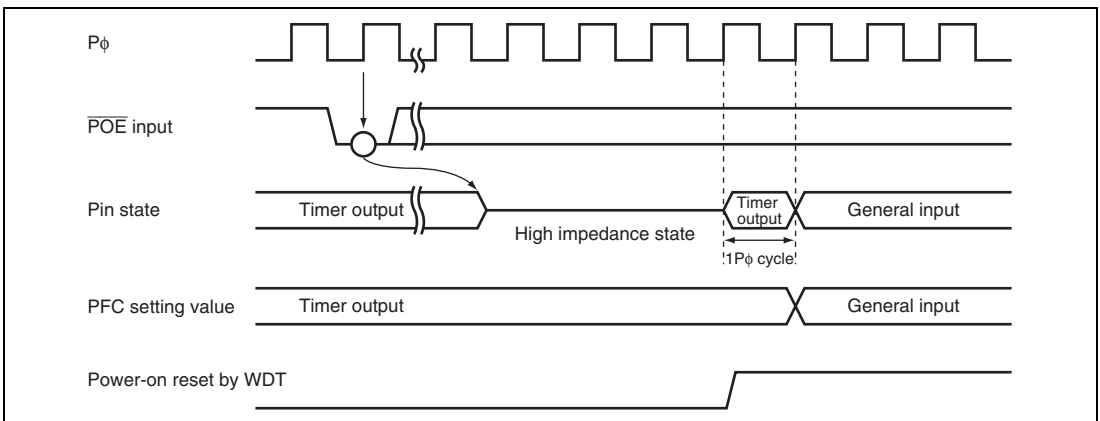 Pϕ
POE input
Pin state
Timer output
High impedance state
Timer
output
General input
1Pϕ cycle
PFC setting value
Timer output
General input
Power-on reset by WDT